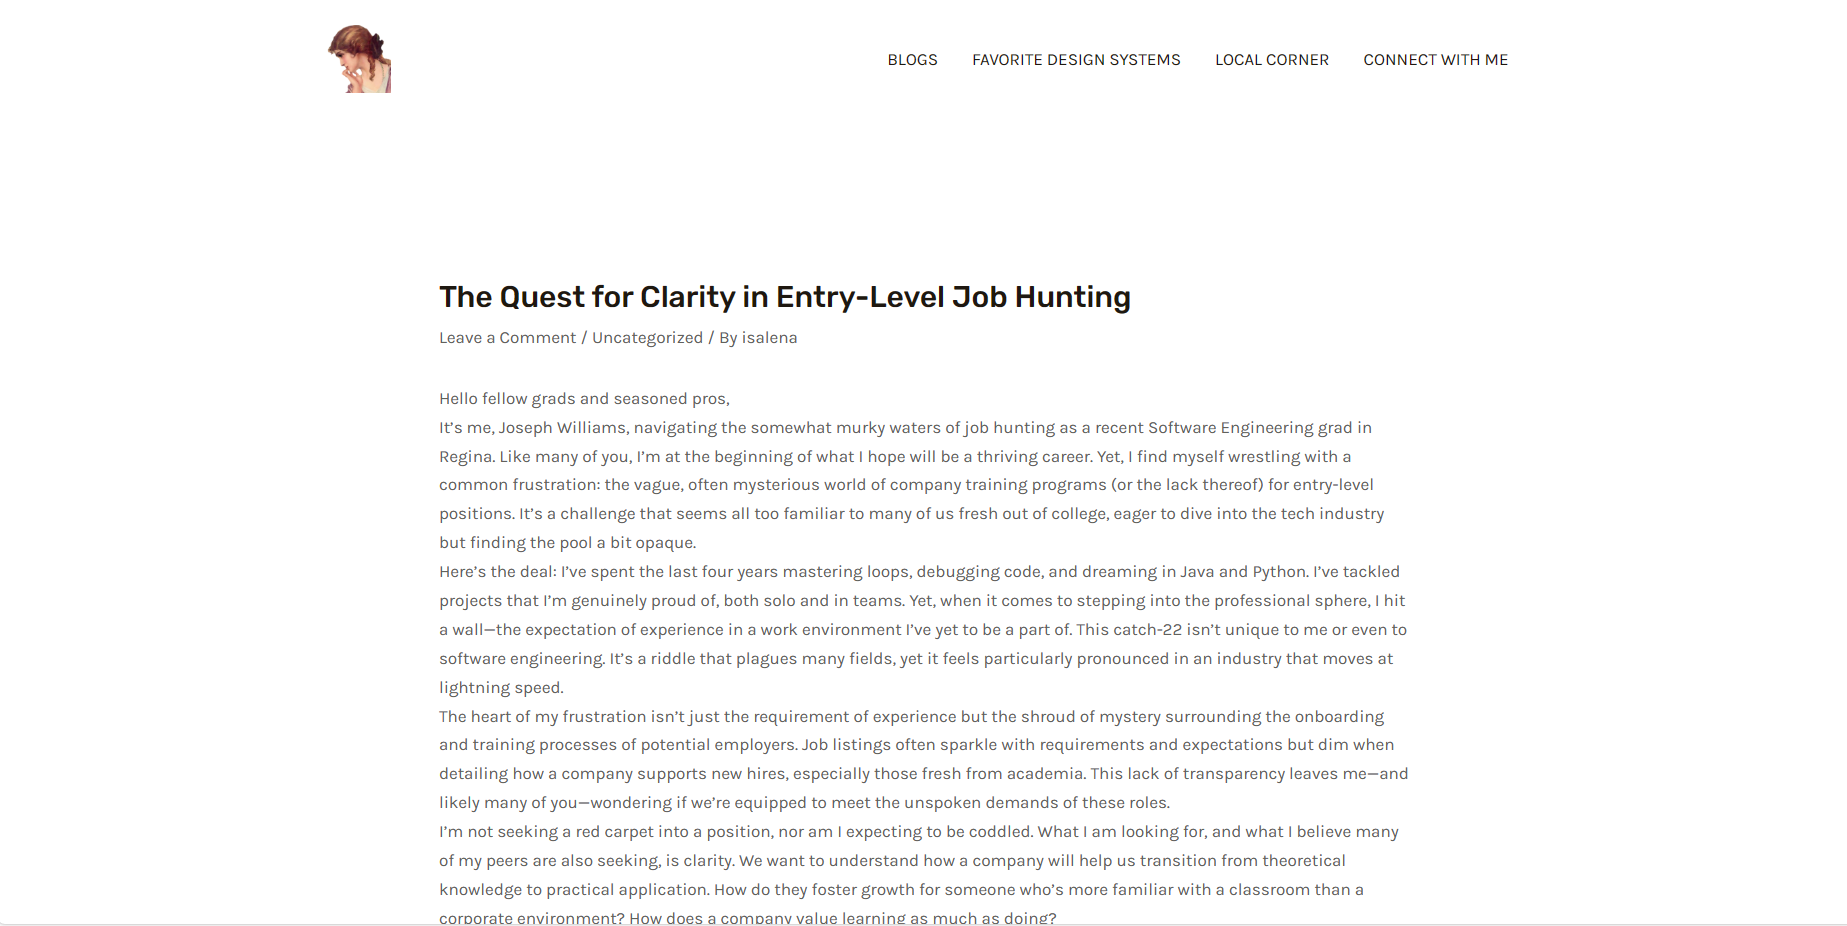 BLOGS FAVORITE DESIGN SYSTEMS LOCAL CORNER CONNECT WITH ME
The Quest for Clarity in Entry-Level Job Hunting
Leave a Comment / Uncategorized / By isalena
Hello fellow grads and seasoned pros,
It’s me, Joseph Williams, navigating the somewhat murky waters of job hunting as a recent Software Engineering grad in
Regina. Like many of you, I’m at the beginning of what I hope will be a thriving career. Yet, I find myself wrestling with a
common frustration: the vague, often mysterious world of company training programs (or the lack thereof) for entry-level
positions. It’s a challenge that seems all too familiar to many of us fresh out of college, eager to dive into the tech industry
but finding the pool a bit opaque.
Here’s the deal: I’ve spent the last four years mastering loops, debugging code, and dreaming in Java and Python. I’ve tackled
projects that I’m genuinely proud of, both solo and in teams. Yet, when it comes to stepping into the professional sphere, I hit
a wall—the expectation of experience in a work environment I’ve yet to be a part of. This catch-22 isn’t unique to me or even to
software engineering. It’s a riddle that plagues many fields, yet it feels particularly pronounced in an industry that moves at
lightning speed.
The heart of my frustration isn’t just the requirement of experience but the shroud of mystery surrounding the onboarding
and training processes of potential employers. Job listings often sparkle with requirements and expectations but dim when
detailing how a company supports new hires, especially those fresh from academia. This lack of transparency leaves me—and
likely many of you—wondering if we’re equipped to meet the unspoken demands of these roles.
I’m not seeking a red carpet into a position, nor am I expecting to be coddled. What I am looking for, and what I believe many
of my peers are also seeking, is clarity. We want to understand how a company will help us transition from theoretical
knowledge to practical application. How do they foster growth for someone who’s more familiar with a classroom than a
corporate environment? How does a company value learning as much as doing?